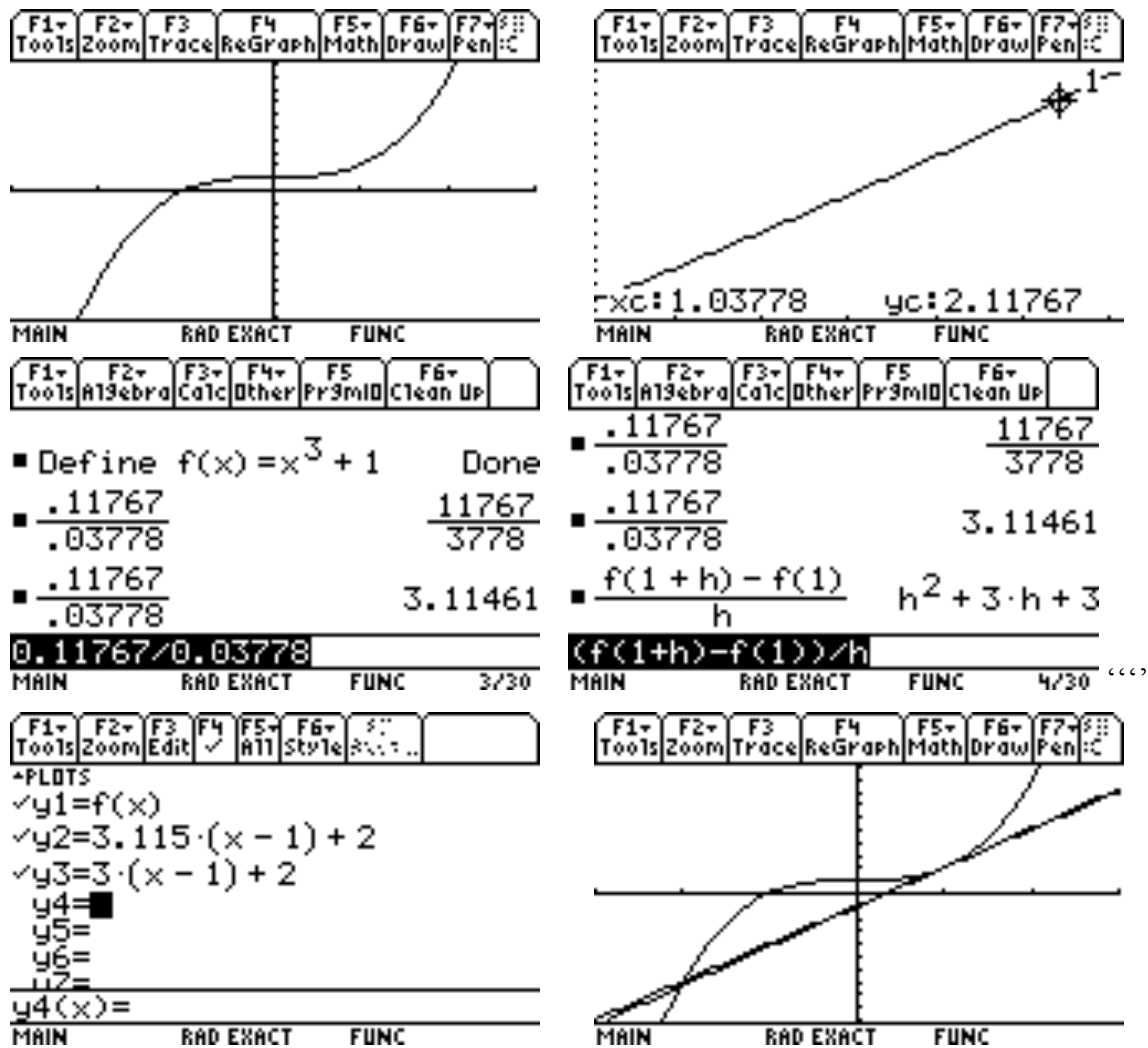 F1 F2 F3 F4 F5 F6 F7
Tools Zoom Trace ReGraph Math Draw Pen :C
MAIN RAD EXACT FUNC
F1 F2 F3 F4 F5 F6 F7
Tools Zoom Trace ReGraph Math Draw Pen :C
1
xc:1.03778 yc:2.11767
MAIN RAD EXACT FUNC
F1 F2 F3 F4 F5 F6
Tools Algebra Calc Other PrgmIO Clean Up
▪ Define f(x) = x³ + 1 Done
▪ .11767/.03778 11767/3778
▪ .11767/.03778 3.11461
0.11767/0.03778
MAIN RAD EXACT FUNC 3/30
F1 F2 F3 F4 F5 F6
Tools Algebra Calc Other PrgmIO Clean Up
▪ .11767/.03778 11767/3778
▪ .11767/.03778 3.11461
▪ (f(1 + h) − f(1))/h h² + 3·h + 3
(f(1+h)-f(1))/h
MAIN RAD EXACT FUNC 4/30
“‘,
F1 F2 F3 F4 F5 F6
Tools Zoom Edit ✓ All Style
PLOTS
✓y1=f(x)
✓y2=3.115·(x − 1) + 2
✓y3=3·(x − 1) + 2
y4=
y5=
y6=
y7=
y4(x)=
MAIN RAD EXACT FUNC
F1 F2 F3 F4 F5 F6 F7
Tools Zoom Trace ReGraph Math Draw Pen :C
MAIN RAD EXACT FUNC